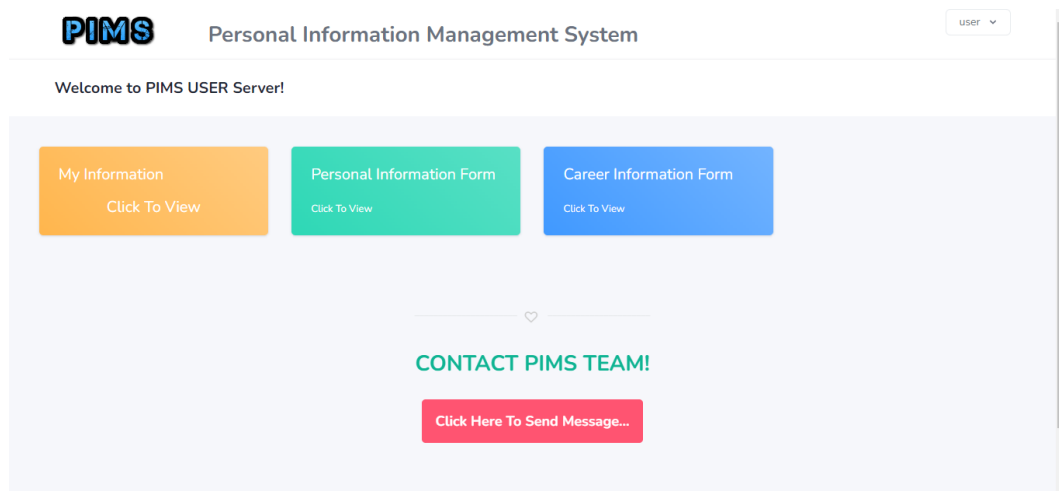 PIMS
Personal Information Management System
user
Welcome to PIMS USER Server!
My Information
Click To View
Personal Information Form
Click To View
Career Information Form
Click To View
CONTACT PIMS TEAM!
Click Here To Send Message...